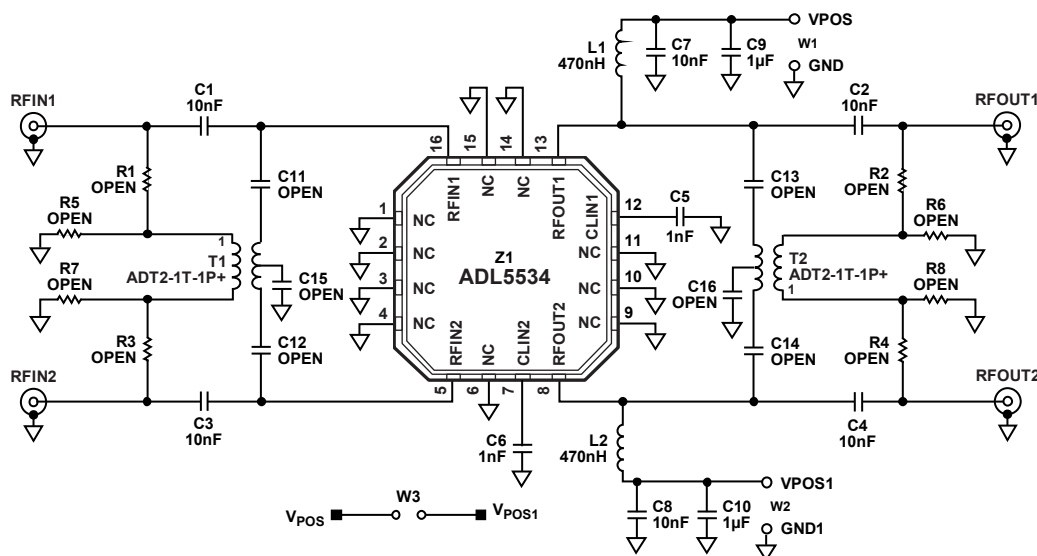 VPOS
W1
GND
L1
470nH
C7
10nF
C9
1µF
RFIN1
C1
10nF
C2
10nF
RFOUT1
16
15
14
13
R1
OPEN
C11
OPEN
RFIN1
NC
NC
RFOUT1
C13
OPEN
R2
OPEN
R5
OPEN
1
NC
CLIN1
12
C5
1nF
R6
OPEN
1
T1
ADT2-1T-1P+
2
NC
Z1
ADL5534
11
NC
T2
ADT2-1T-1P+
1
R7
OPEN
C15
OPEN
3
NC
10
NC
C16
OPEN
R8
OPEN
4
NC
9
NC
R3
OPEN
C12
OPEN
RFIN2
NC
CLIN2
RFOUT2
C14
OPEN
R4
OPEN
RFIN2
5
6
7
8
RFOUT2
C3
10nF
C6
1nF
L2
470nH
C4
10nF
VPOS1
W2
GND1
C8
10nF
C10
1µF
VPOS
W3
VPOS1